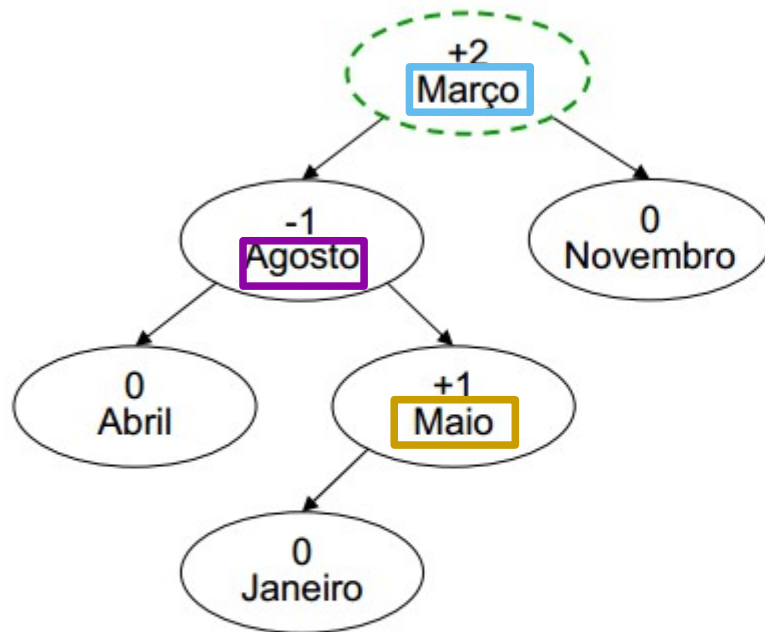 +2
Março
-1
Agosto
0
Novembro
0
Abril
+1
Maio
0
Janeiro